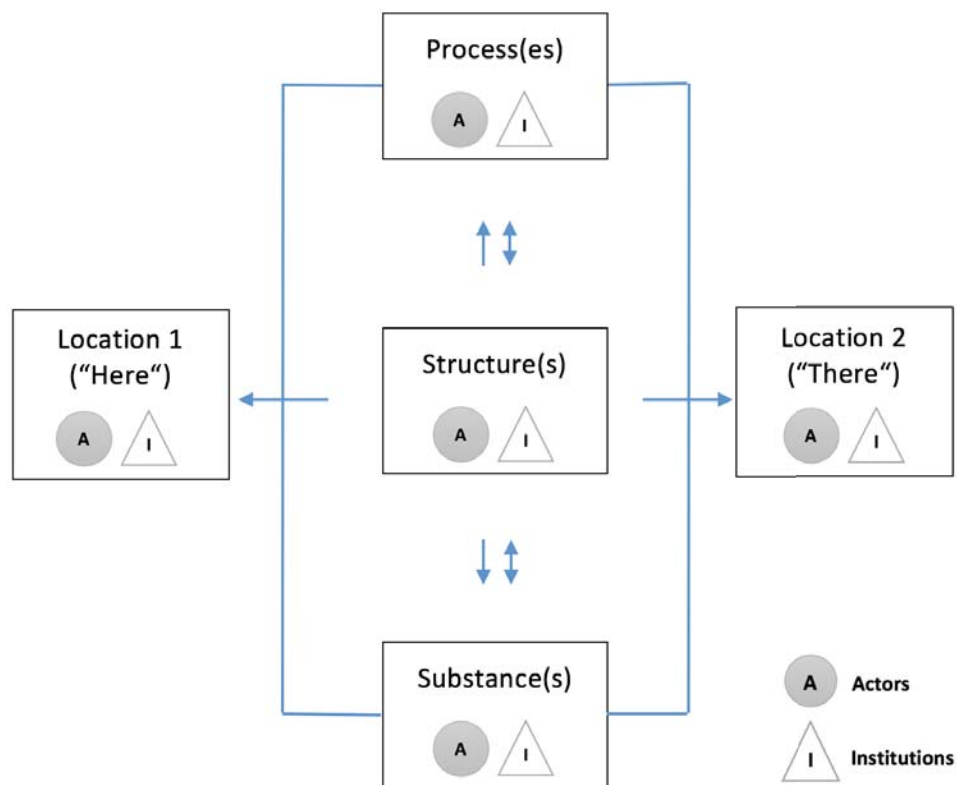 Process(es)
A I
Location 1
(“Here“)
A I
Structure(s)
A I
Location 2
(“There“)
A I
Substance(s)
A I
A Actors
I Institutions